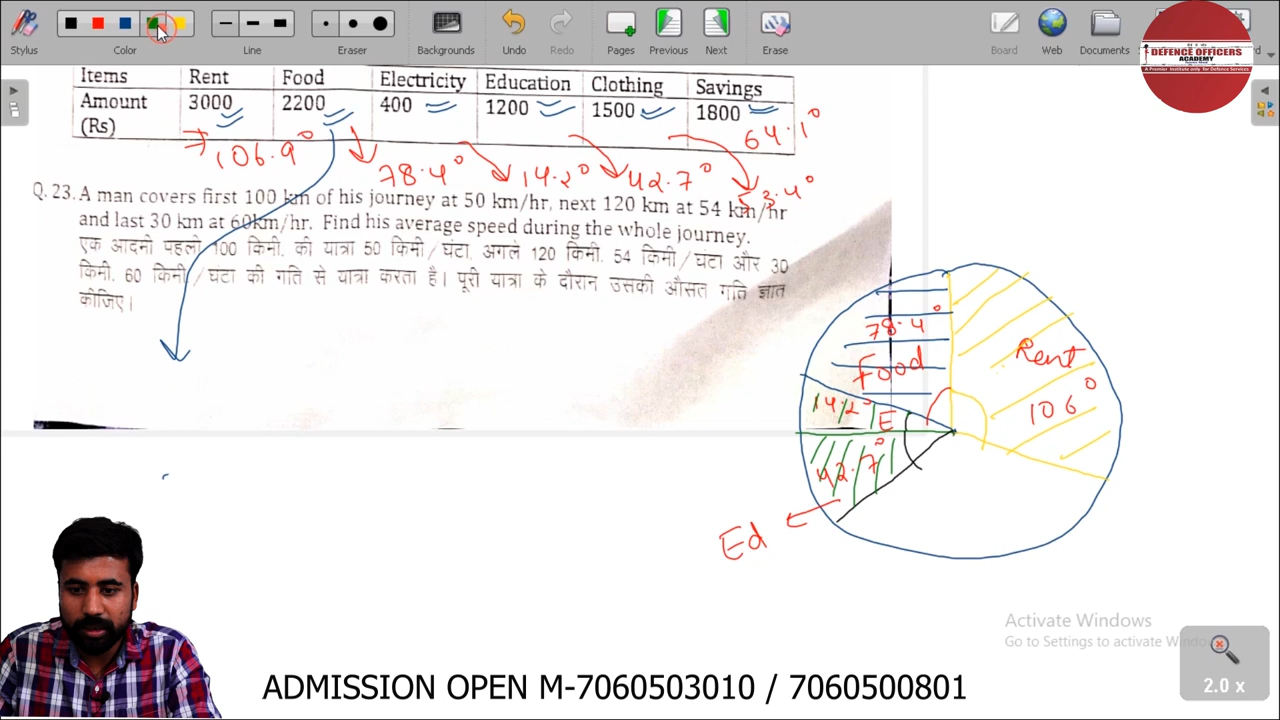 Stylus Color Line Eraser Backgrounds Undo Redo Pages Previous Next Erase Board Web Documents
DEFENCE OFFICERS
ACADEMY
A Premier Institute only for Defence Services
Items Rent Food Electricity Education Clothing Savings
Amount 3000 2200 400 1200 1500 1800
(Rs)
64.1°
106.9° 78.4° 14.2° 42.7° 53.4°
Q. 23. A man covers first 100 km of his journey at 50 km/hr, next 120 km at 54 km/hr
and last 30 km at 60km/hr. Find his average speed during the whole journey.
एक आदमी पहले 100 किमी. की यात्रा 50 किमी/घंटा, अगले 120 किमी. 54 किमी/घंटा और 30
किमी. 60 किमी/घंटा की गति से यात्रा करता है। पूरी यात्रा के दौरान उसकी औसत गति ज्ञात
कीजिए।
78.4°
Food
Rent
106°
14.2°
E
42.7°
Ed
Activate Windows
Go to Settings to activate
2.0 x
ADMISSION OPEN M-7060503010 / 7060500801